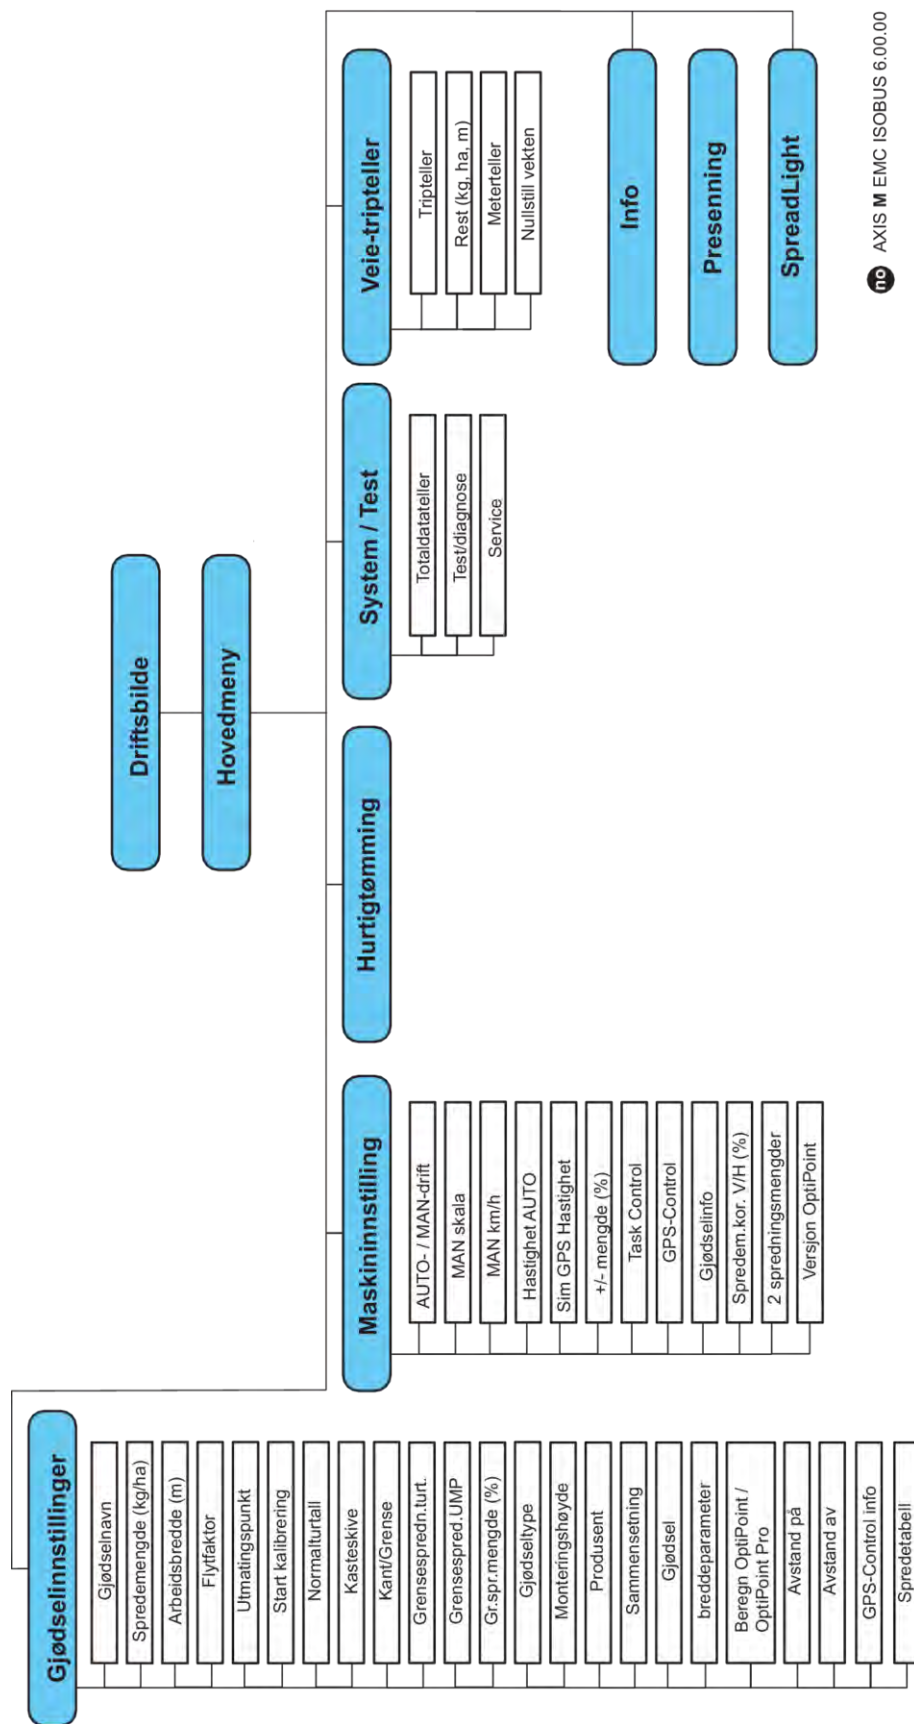 Driftsbilde
Hovedmeny
Gjødselinnstillinger
Gjødselnavn
Spredemengde (kg/ha)
Arbeidsbredde (m)
Flytfaktor
Utmatingspunkt
Start kalibrering
Normalturtall
Kasteskive
Kant/Grense
Grensespredn.turt.
Grensespred.UMP
Gr.spr.mengde (%)
Gjødseltype
Monteringshøyde
Produsent
Sammensetning
Gjødsel
breddeparameter
Beregn OptiPoint /
OptiPoint Pro
Avstand på
Avstand av
GPS-Control info
Spretabell
Maskininnstilling
AUTO- / MAN-drift
MAN skala
MAN km/h
Hastighet AUTO
Sim GPS Hastighet
+/- mengde (%)
Task Control
GPS-Control
Gjødselinfo
Spredem.kor. V/H (%)
2 spredningsmengder
Versjon OptiPoint
Hurtigtømming
System / Test
Totaldatateller
Test/diagnose
Service
Veie-tripteller
Tripteller
Rest (kg, ha, m)
Meterteller
Nullstill vekten
Info
Presenning
SpreadLight
no AXIS M EMC ISOBUS 6.00.00